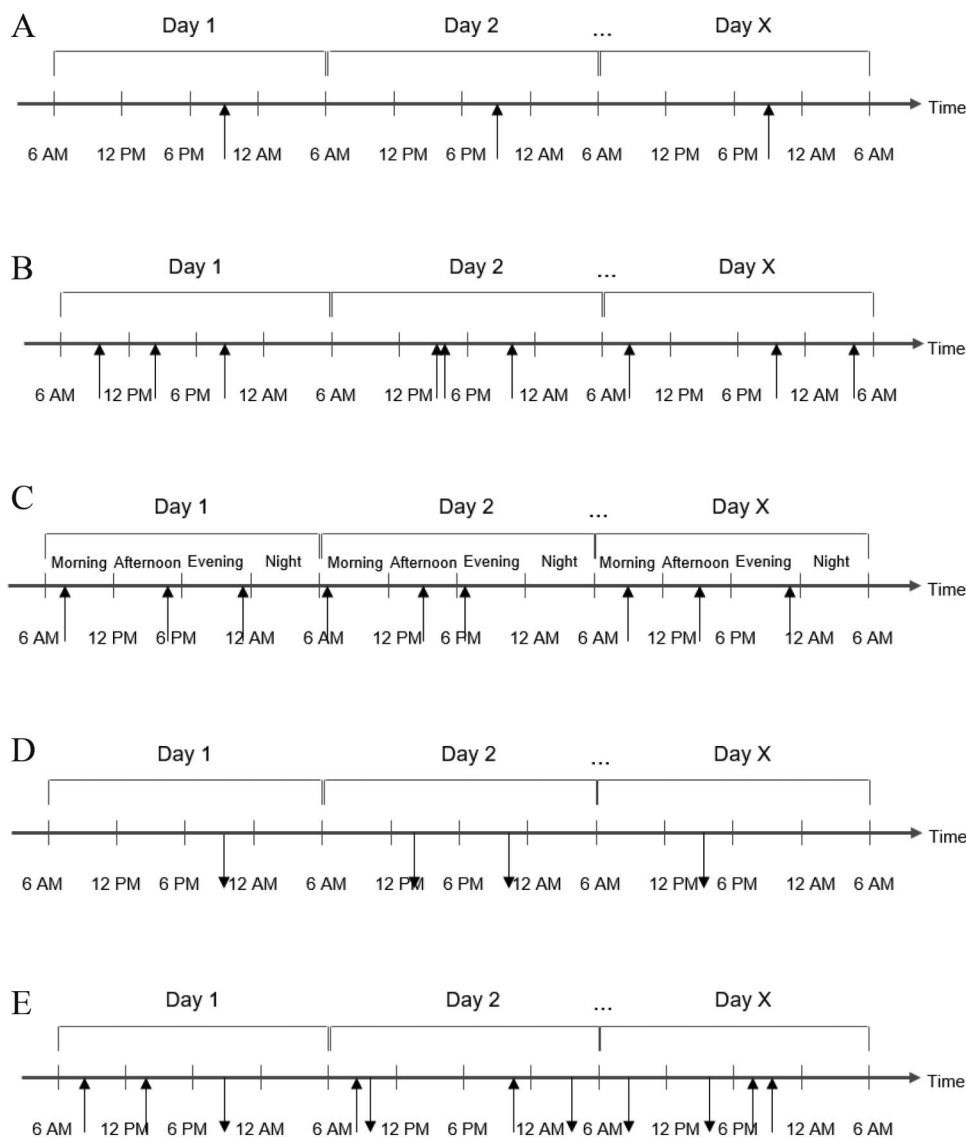 A
Day 1 Day 2 ... Day X
Time
6 AM 12 PM 6 PM 12 AM 6 AM 12 PM 6 PM 12 AM 6 AM 12 PM 6 PM 12 AM 6 AM
B
Day 1 Day 2 ... Day X
Time
6 AM 12 PM 6 PM 12 AM 6 AM 12 PM 6 PM 12 AM 6 AM 12 PM 6 PM 12 AM 6 AM
C
Day 1 Day 2 ... Day X
Morning Afternoon Evening Night Morning Afternoon Evening Night Morning Afternoon Evening Night
Time
6 AM 12 PM 6 PM 12 AM 6 AM 12 PM 6 PM 12 AM 6 AM 12 PM 6 PM 12 AM 6 AM
D
Day 1 Day 2 ... Day X
Time
6 AM 12 PM 6 PM 12 AM 6 AM 12 PM 6 PM 12 AM 6 AM 12 PM 6 PM 12 AM 6 AM
E
Day 1 Day 2 ... Day X
Time
6 AM 12 PM 6 PM 12 AM 6 AM 12 PM 6 PM 12 AM 6 AM 12 PM 6 PM 12 AM 6 AM